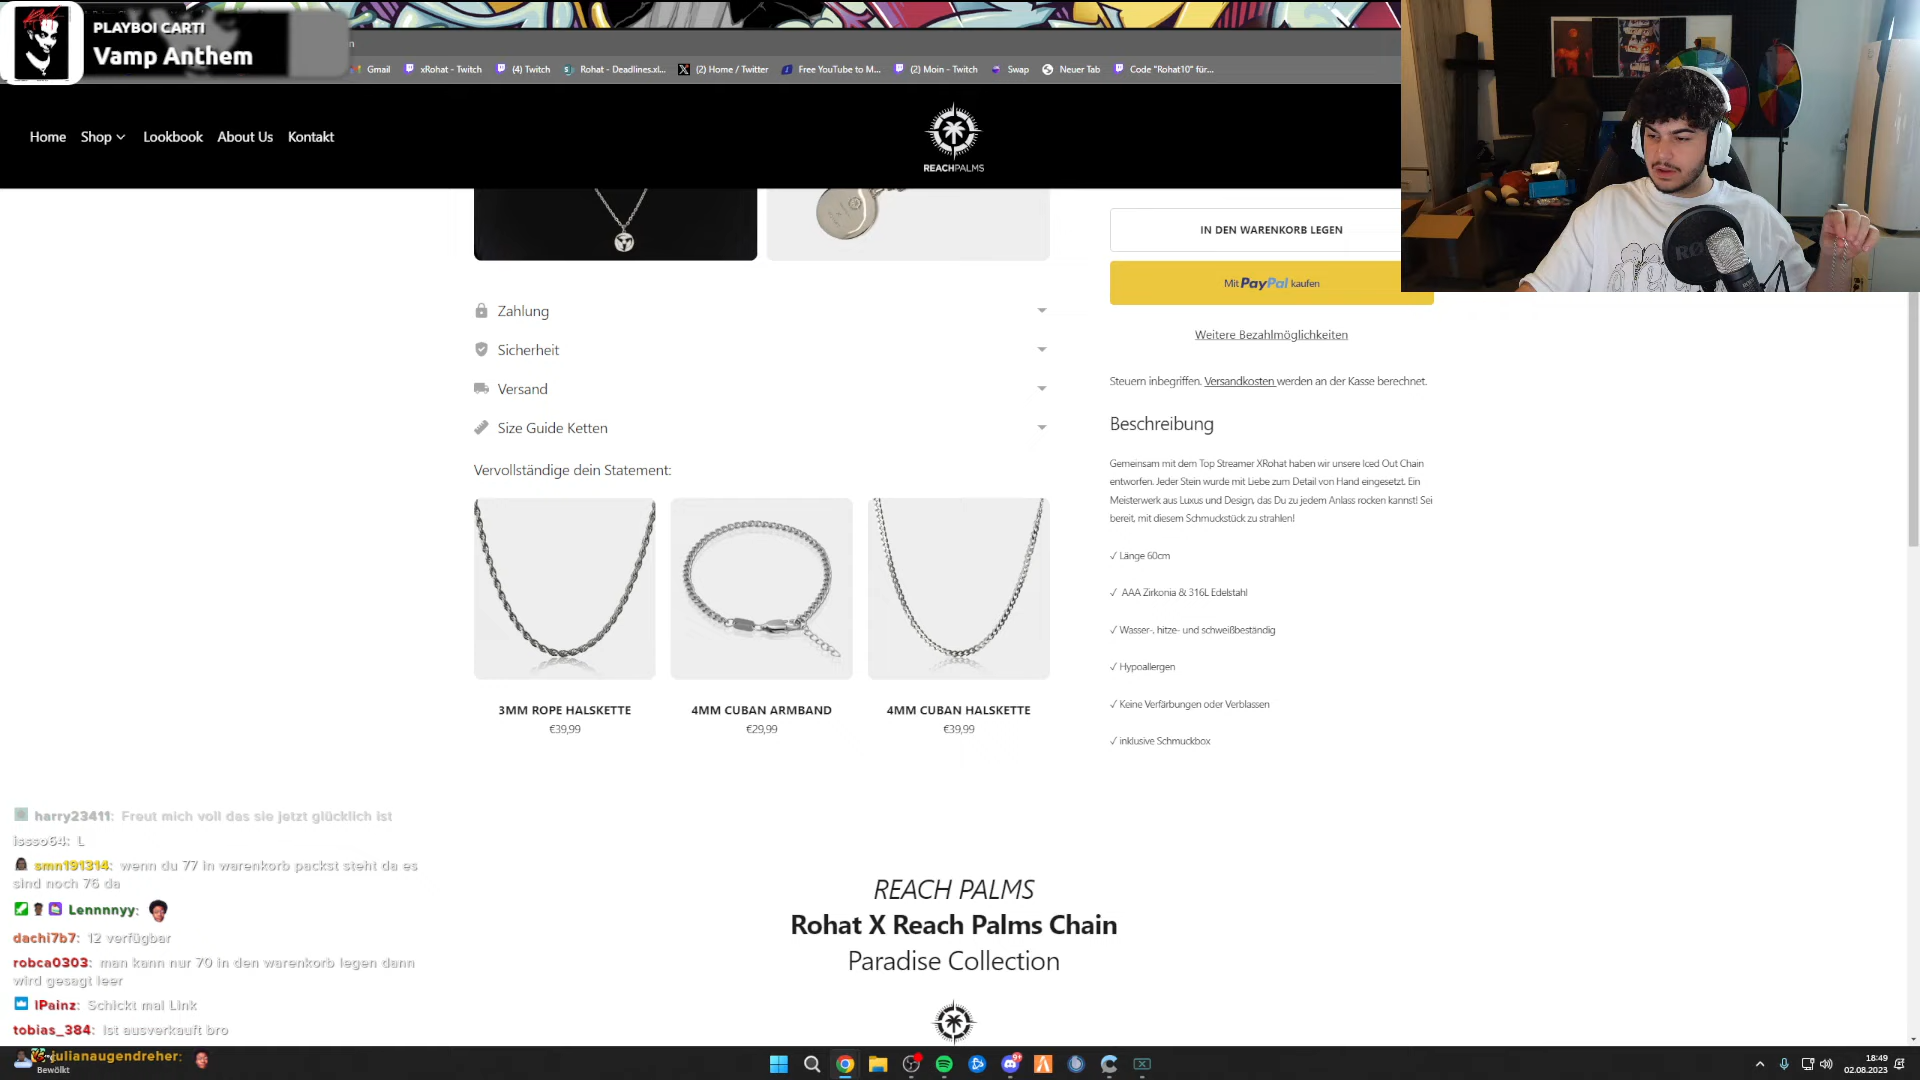 PLAYBOI CARTI
Vamp Anthem
Gmail
xRohat - Twitch
(4) Twitch
Rohat - Deadlines.xl...
(2) Home / Twitter
Free YouTube to M...
(2) Moin - Twitch
Swap
Neuer Tab
Code "Rohat10" für...
Home
Shop
Lookbook
About Us
Kontakt
REACHPALMS
IN DEN WARENKORB LEGEN
Mit PayPal kaufen
Weitere Bezahlmöglichkeiten
Steuern inbegriffen. Versandkosten werden an der Kasse berechnet.
Zahlung
Sicherheit
Versand
Size Guide Ketten
Vervollständige dein Statement:
3MM ROPE HALSKETTE
€39,99
4MM CUBAN ARMBAND
€29,99
4MM CUBAN HALSKETTE
€39,99
Beschreibung
Gemeinsam mit dem Top Streamer XRohat haben wir unsere Iced Out Chain
entworfen. Jeder Stein wurde mit Liebe zum Detail von Hand eingesetzt. Ein
Meisterwerk aus Luxus und Design, das Du zu jedem Anlass rocken kannst! Sei
bereit, mit diesem Schmuckstück zu strahlen!
✓ Länge 60cm
✓ AAA Zirkonia & 316L Edelstahl
✓ Wasser-, hitze- und schweißbeständig
✓ Hypoallergen
✓ Keine Verfärbungen oder Verblassen
✓ inklusive Schmuckbox
harry23411: Freut mich voll das sie jetzt glücklich ist
issso64: L
smn191314: wenn du 77 in warenkorb packst steht da es
sind noch 76 da
Lennnnyy:
dachi7b7: 12 verfügbar
robca0303: man kann nur 70 in den warenkorb legen dann
wird gesagt leer
IPainz: Schickt mal Link
tobias_384: Ist ausverkauft bro
julianaugendreher:
REACH PALMS
Rohat X Reach Palms Chain
Paradise Collection
Bewölkt
18:49
02.08.2023